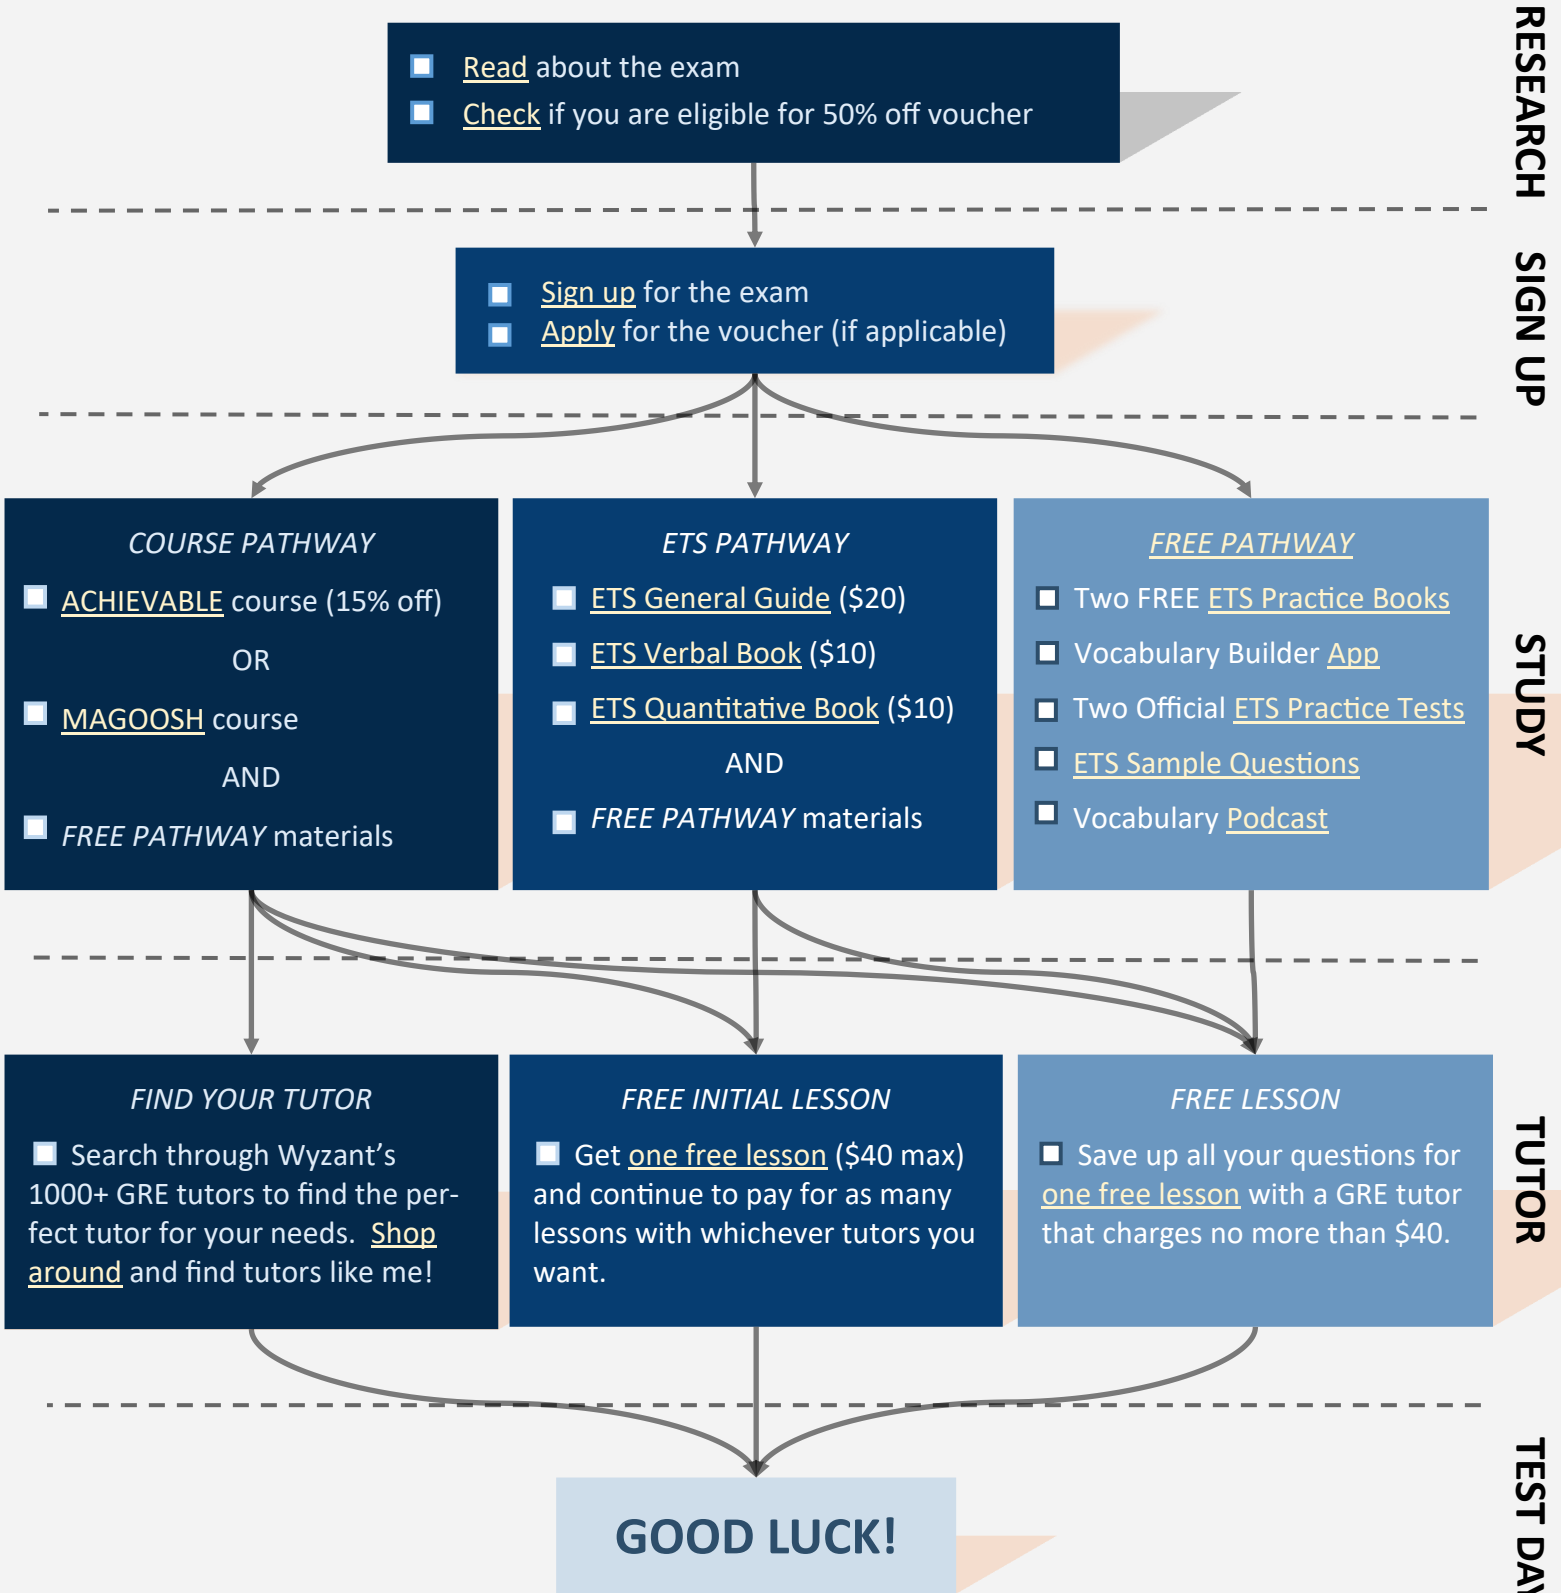 RESEARCH
Read about the exam
Check if you are eligible for 50% off voucher
SIGN UP
Sign up for the exam
Apply for the voucher (if applicable)
STUDY
COURSE PATHWAY
ACHIEVABLE course (15% off)
OR
MAGOOSH course
AND
FREE PATHWAY materials
ETS PATHWAY
ETS General Guide ($20)
ETS Verbal Book ($10)
ETS Quantitative Book ($10)
AND
FREE PATHWAY materials
FREE PATHWAY
Two FREE ETS Practice Books
Vocabulary Builder App
Two Official ETS Practice Tests
ETS Sample Questions
Vocabulary Podcast
TUTOR
FIND YOUR TUTOR
Search through Wyzant's
1000+ GRE tutors to find the per-
fect tutor for your needs. Shop
around and find tutors like me!
FREE INITIAL LESSON
Get one free lesson ($40 max)
and continue to pay for as many
lessons with whichever tutors you
want.
FREE LESSON
Save up all your questions for
one free lesson with a GRE tutor
that charges no more than $40.
TEST DAY
GOOD LUCK!